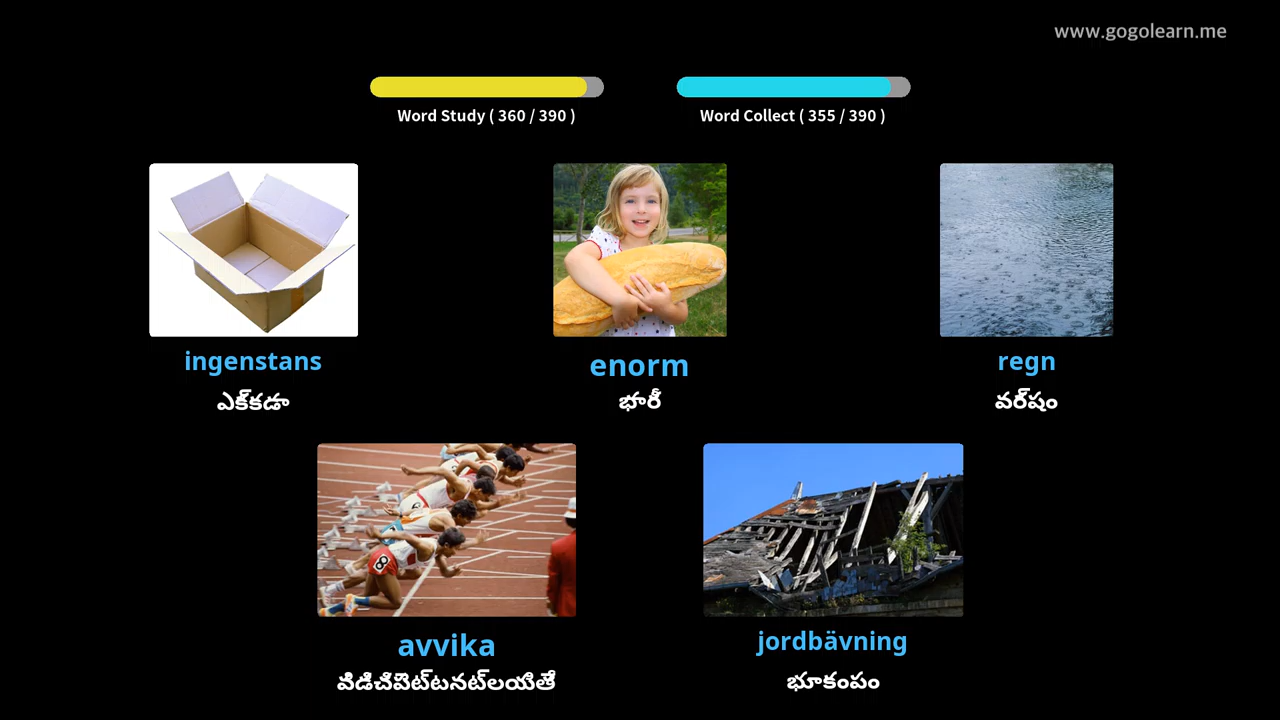 www.gogolearn.me
Word Study ( 360 / 390 )
Word Collect ( 355 / 390 )
ingenstans
ఎక్కడా
enorm
భారీ
regn
వర్షం
avvika
విడిచిపెట్టనట్లయితే
jordbävning
భూకంపం